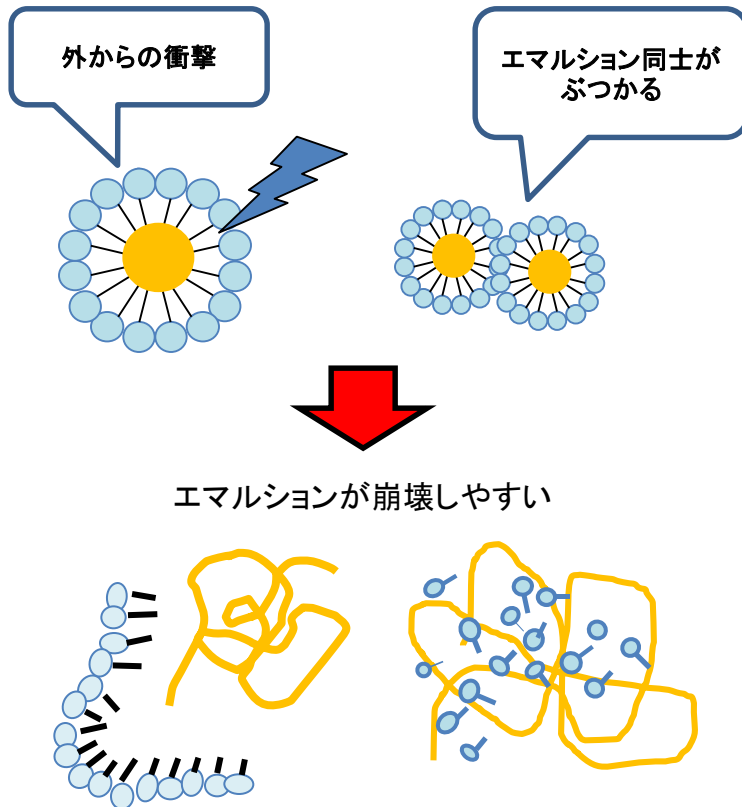 外からの衝撃
エマルション同士が
ぶつかる
エマルションが崩壊しやすい